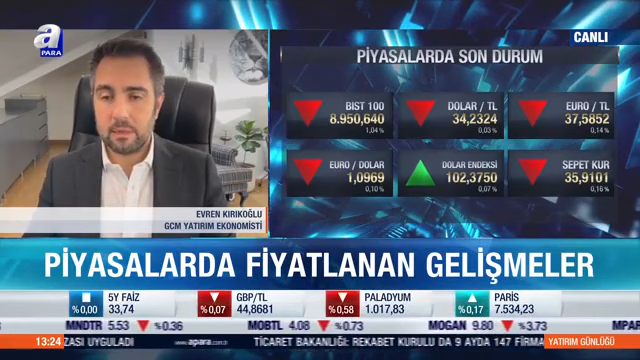 a
PARA
CANLI
PİYASALARDA SON DURUM
BIST 100
8.950,640
1,04 %
DOLAR / TL
34,2324
0,03 %
EURO / TL
37,5852
0,14 %
EURO / DOLAR
1,0969
0,10 %
DOLAR ENDEKSİ
102,3750
0,07 %
SEPET KUR
35,9101
0,16 %
EVREN KIRIKOĞLU
GCM YATIRIM EKONOMİSTİ
PİYASALARDA FİYATLANAN GELİŞMELER
% 0,00
5Y FAİZ
33,74
% 0,07
GBP/TL
44,8681
% 0,58
PALADYUM
1.017,83
% 0,17
PARİS
7.534,23
MNDTR 5.53 %0.36 MOBTL 4.08 %0.73 MOGAN 9.80 %3.73
13:24 ZASI UYGULADI www.apara.com.tr TİCARET BAKANLIĞI: REKABET KURULU DA 9 AYDA 147 FİRMA YATIRIM GÜNLÜĞÜ